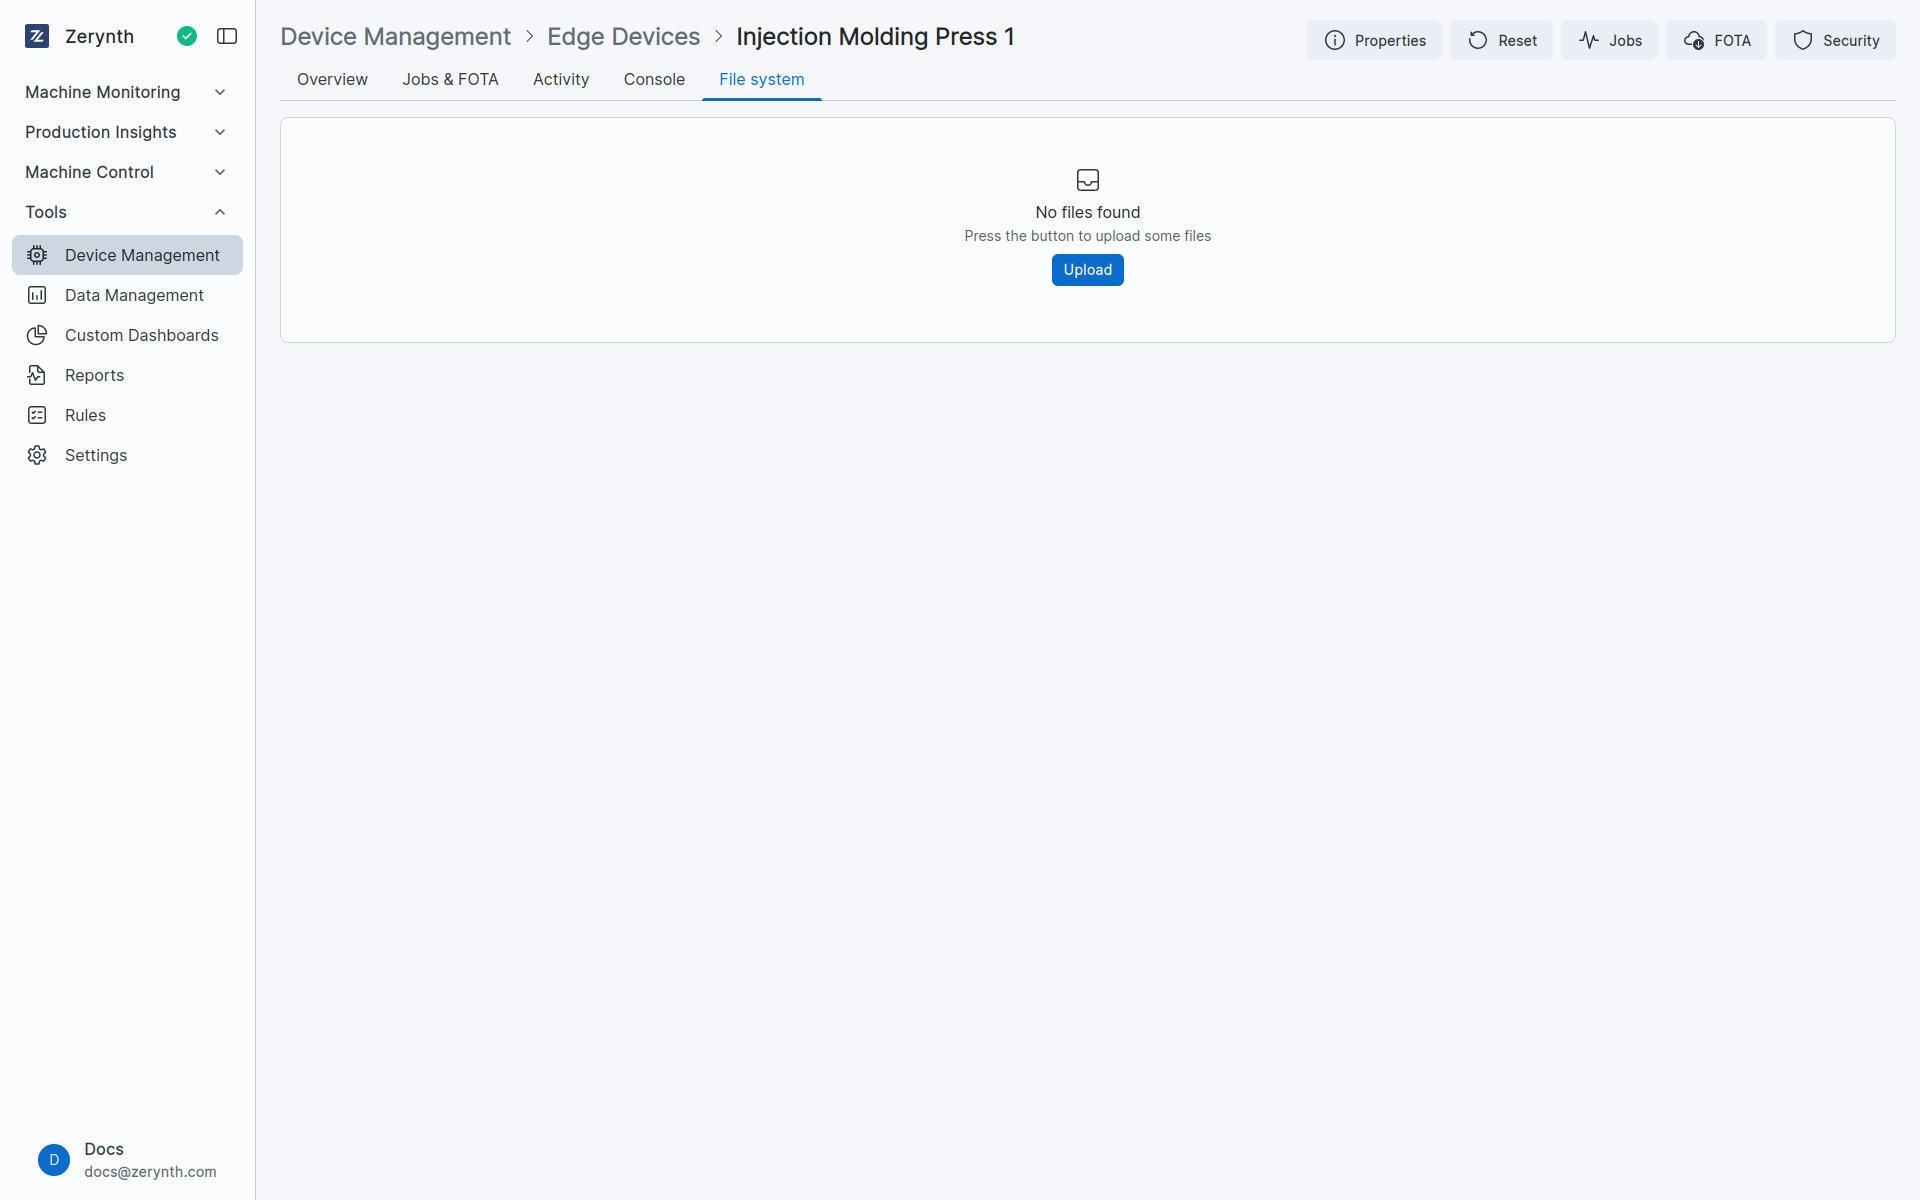 Zerynth
Machine Monitoring
Production Insights
Machine Control
Tools
Device Management
Data Management
Custom Dashboards
Reports
Rules
Settings
Docs
D
docs@zerynth.com
Device Management > Edge Devices > Injection Molding Press 1
Properties
Reset
Jobs
FOTA
Security
Overview
Jobs & FOTA
Activity
Console
File system
No files found
Press the button to upload some files
Upload